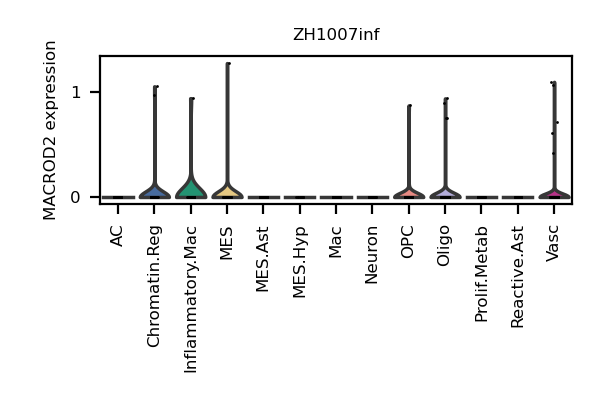 ZH1007inf
MACROD2 expression
1
0
AC
Chromatin.Reg
Inflammatory.Mac
MES
MES.Ast
MES.Hyp
Mac
Neuron
OPC
Oligo
Prolif.Metab
Reactive.Ast
Vasc